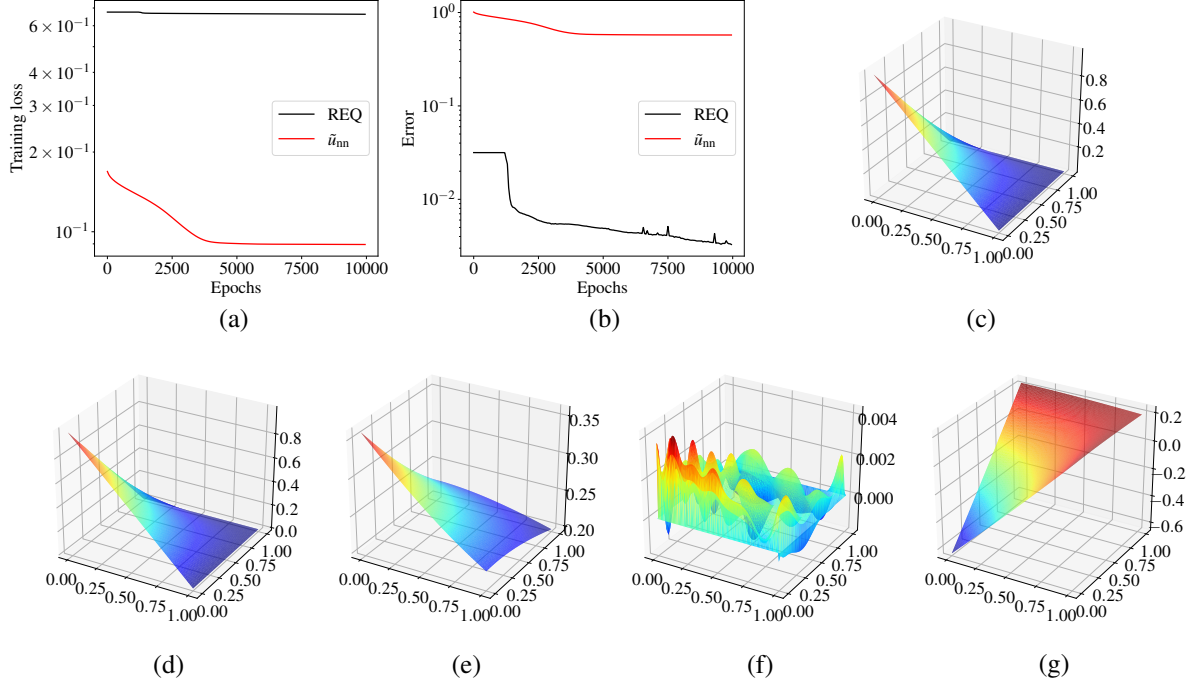 6 × 10⁻¹
4 × 10⁻¹
3 × 10⁻¹
2 × 10⁻¹
10⁻¹
Training loss
REQ
ũnn
0 2500 5000 7500 10000
Epochs
(a)
10⁰
10⁻¹
10⁻²
Error
REQ
ũnn
0 2500 5000 7500 10000
Epochs
(b)
0.8
0.6
0.4
0.2
0.00 0.25 0.50 0.75 1.00
0.00 0.25 0.50 0.75 1.00
(c)
0.8
0.6
0.4
0.2
0.0
0.00 0.25 0.50 0.75 1.00
0.00 0.25 0.50 0.75 1.00
(d)
0.35
0.30
0.25
0.20
0.00 0.25 0.50 0.75 1.00
0.00 0.25 0.50 0.75 1.00
(e)
0.004
0.002
0.000
0.00 0.25 0.50 0.75 1.00
0.00 0.25 0.50 0.75 1.00
(f)
0.2
0.0
−0.2
−0.4
−0.6
0.00 0.25 0.50 0.75 1.00
0.00 0.25 0.50 0.75 1.00
(g)